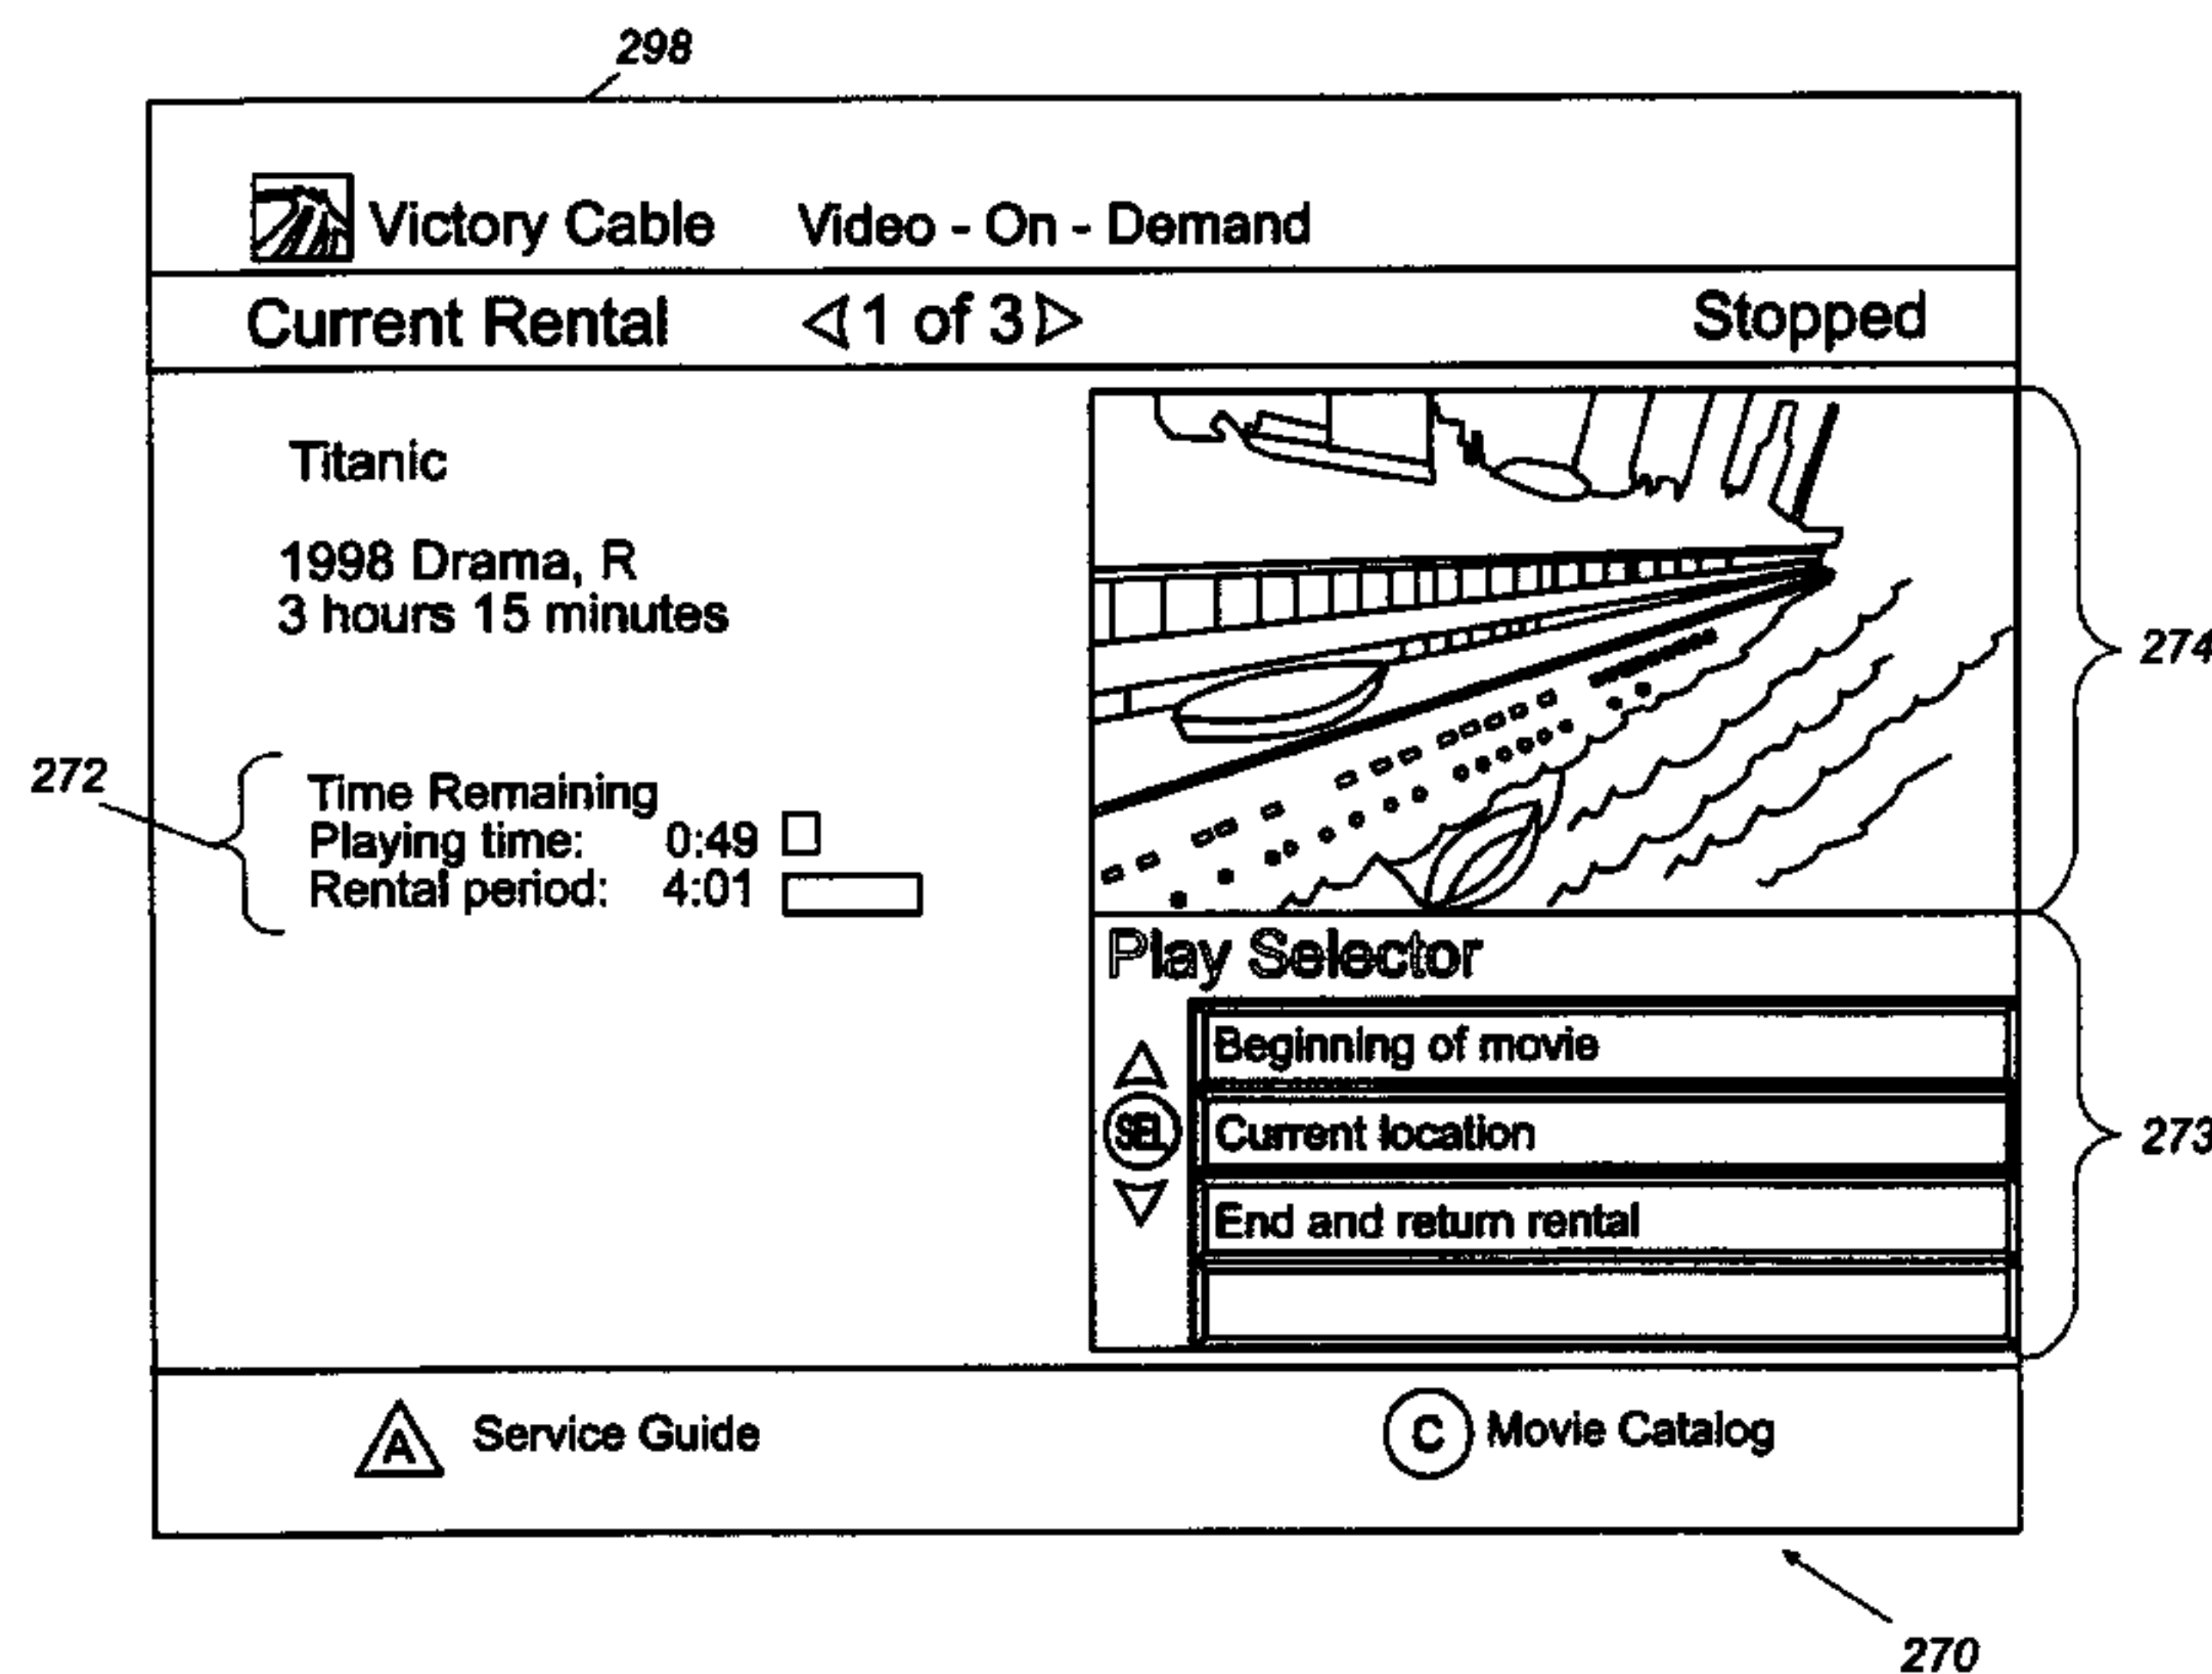 298
Victory Cable Video - On - Demand
Current Rental 1 of 3 Stopped
Titanic
1998 Drama, R
3 hours 15 minutes
274
272
Time Remaining
Playing time: 0:49
Rental period: 4:01
Play Selector
Beginning of movie
SEL
Current location
273
End and return rental
A Service Guide
C Movie Catalog
270